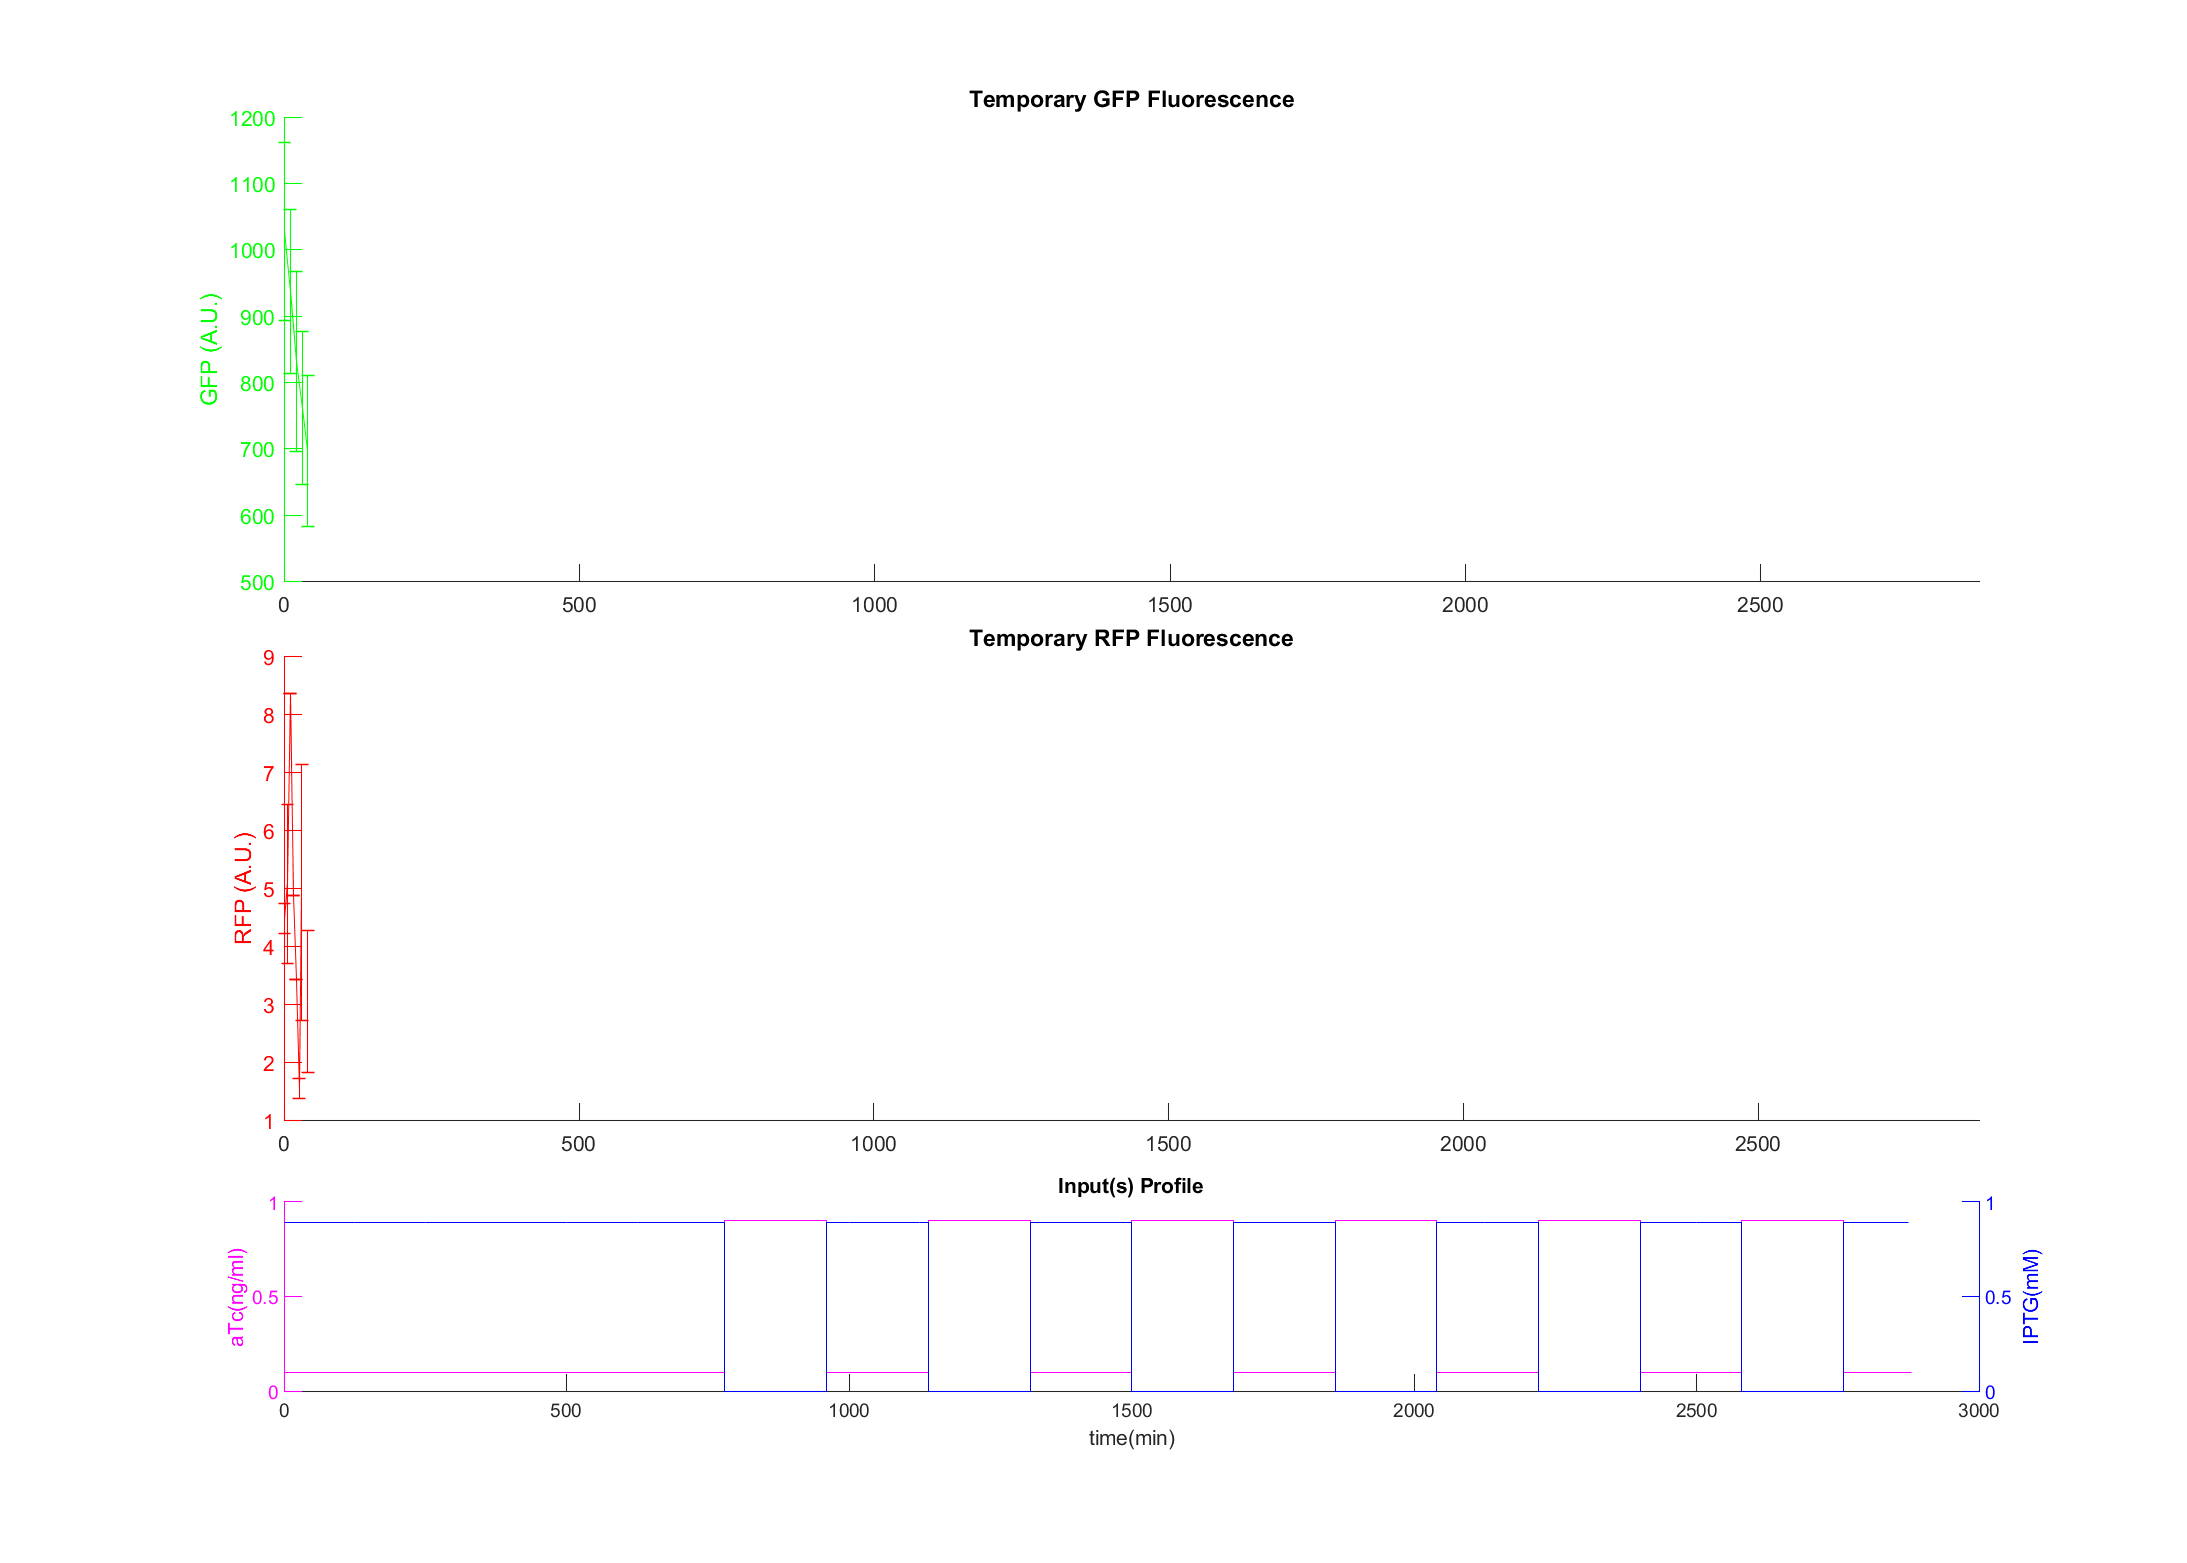 Temporary GFP Fluorescence
1200
1100
1000
900
800
700
600
500
GFP (A.U.)
0 500 1000 1500 2000 2500
Temporary RFP Fluorescence
9
8
7
6
5
4
3
2
1
RFP (A.U.)
0 500 1000 1500 2000 2500
Input(s) Profile
1
0.5
0
aTc(ng/ml)
1
0.5
0
IPTG(mM)
0 500 1000 1500 2000 2500 3000
time(min)